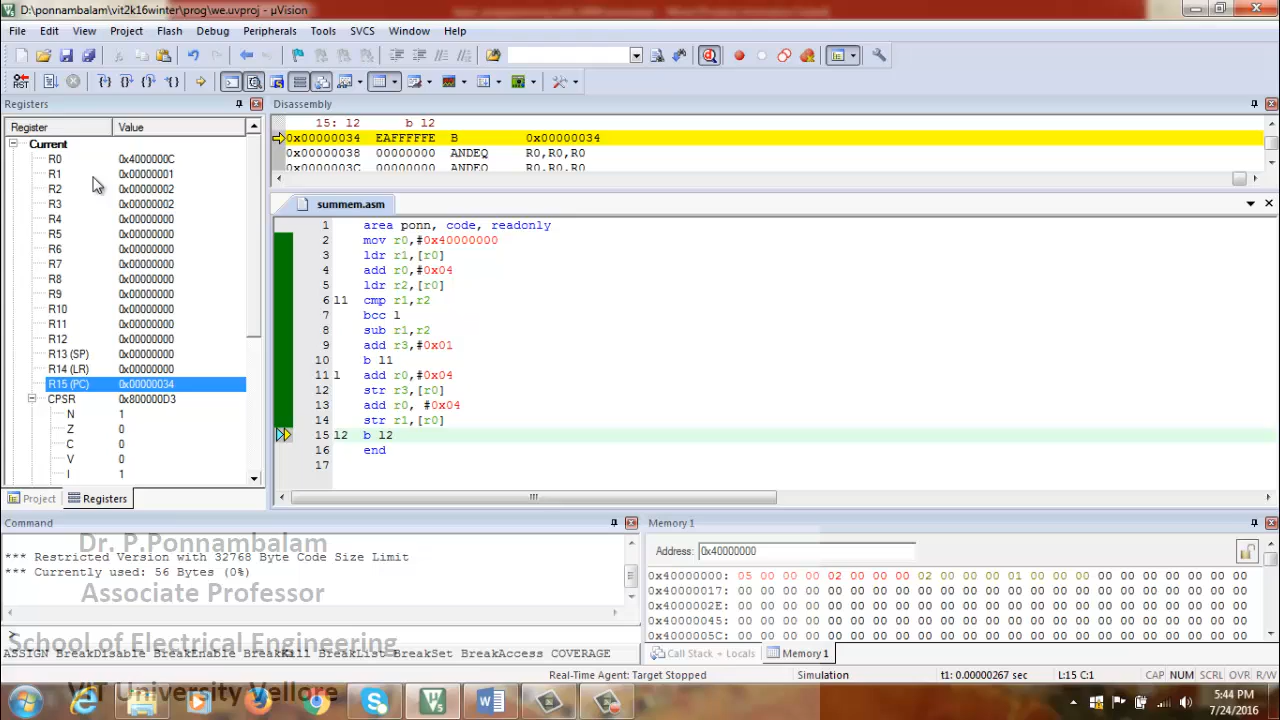 D:\ponnambalam\vit2k16winter\prog\we.uvproj - µVision
File Edit View Project Flash Debug Peripherals Tools SVCS Window Help
Registers
Register Value
Current
R0 0x4000000C
R1 0x00000001
R2 0x00000002
R3 0x00000002
R4 0x00000000
R5 0x00000000
R6 0x00000000
R7 0x00000000
R8 0x00000000
R9 0x00000000
R10 0x00000000
R11 0x00000000
R12 0x00000000
R13 (SP) 0x00000000
R14 (LR) 0x00000000
R15 (PC) 0x00000034
CPSR 0x800000D3
N 1
Z 0
C 0
V 0
I 1
Project Registers
Disassembly
15: l2 b l2
0x00000034 EAFFFFFE B 0x00000034
0x00000038 00000000 ANDEQ R0,R0,R0
0x0000003C 00000000 ANDEQ R0,R0,R0
summem.asm
1 area ponn, code, readonly
2 mov r0,#0x40000000
3 ldr r1,[r0]
4 add r0,#0x04
5 ldr r2,[r0]
6 l1 cmp r1,r2
7 bcc l
8 sub r1,r2
9 add r3,#0x01
10 b l1
11 l add r0,#0x04
12 str r3,[r0]
13 add r0, #0x04
14 str r1,[r0]
15 l2 b l2
16 end
17
Command
*** Restricted Version with 32768 Byte Code Size Limit
*** Currently used: 56 Bytes (0%)
>
ASSIGN BreakDisable BreakEnable BreakKill BreakList BreakSet BreakAccess COVERAGE
Dr. P.Ponnambalam
Associate Professor
School of Electrical Engineering
VIT University Vellore
Memory 1
Address: 0x40000000
0x40000000: 05 00 00 00 02 00 00 00 02 00 00 00 01 00 00 00 00 00 00 00 00 00 00
0x40000017: 00 00 00 00 00 00 00 00 00 00 00 00 00 00 00 00 00 00 00 00 00 00 00
0x4000002E: 00 00 00 00 00 00 00 00 00 00 00 00 00 00 00 00 00 00 00 00 00 00 00
0x40000045: 00 00 00 00 00 00 00 00 00 00 00 00 00 00 00 00 00 00 00 00 00 00 00
0x4000005C: 00 00 00 00 00 00 00 00 00 00 00 00 00 00 00 00 00 00 00 00 00 00 00
Call Stack + Locals Memory 1
Real-Time Agent: Target Stopped Simulation t1: 0.00000267 sec L:15 C:1 CAP NUM SCRL OVR R/W
5:44 PM
7/24/2016